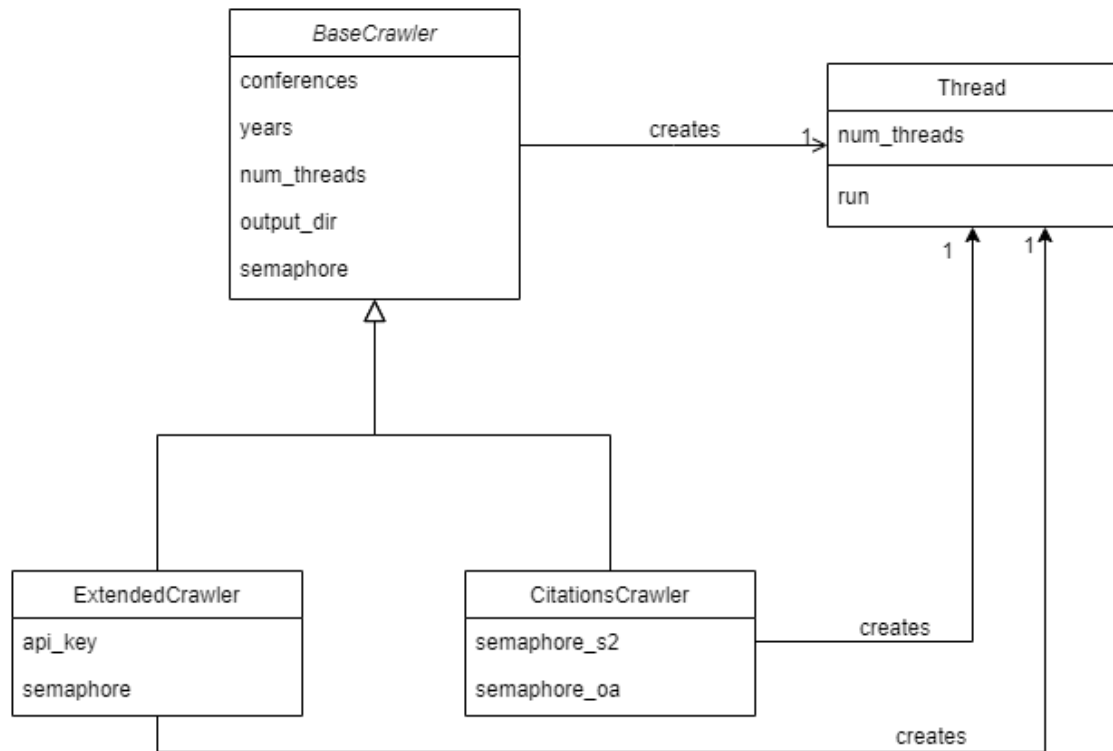 BaseCrawler
conferences
years
num_threads
output_dir
semaphore
creates
1
Thread
num_threads
run
1
1
ExtendedCrawler
api_key
semaphore
CitationsCrawler
semaphore_s2
semaphore_oa
creates
creates